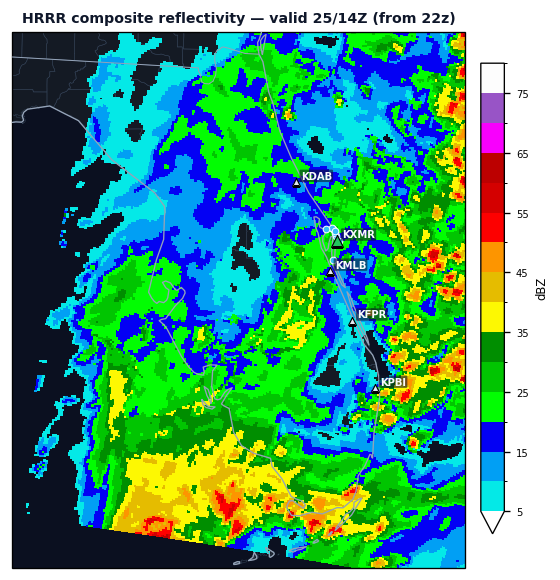 HRRR composite reflectivity — valid 25/14Z (from 22z)
KDAB
KXMR
KMLB
KFPR
KPBI
75
65
55
45
35
25
15
5
dBZ